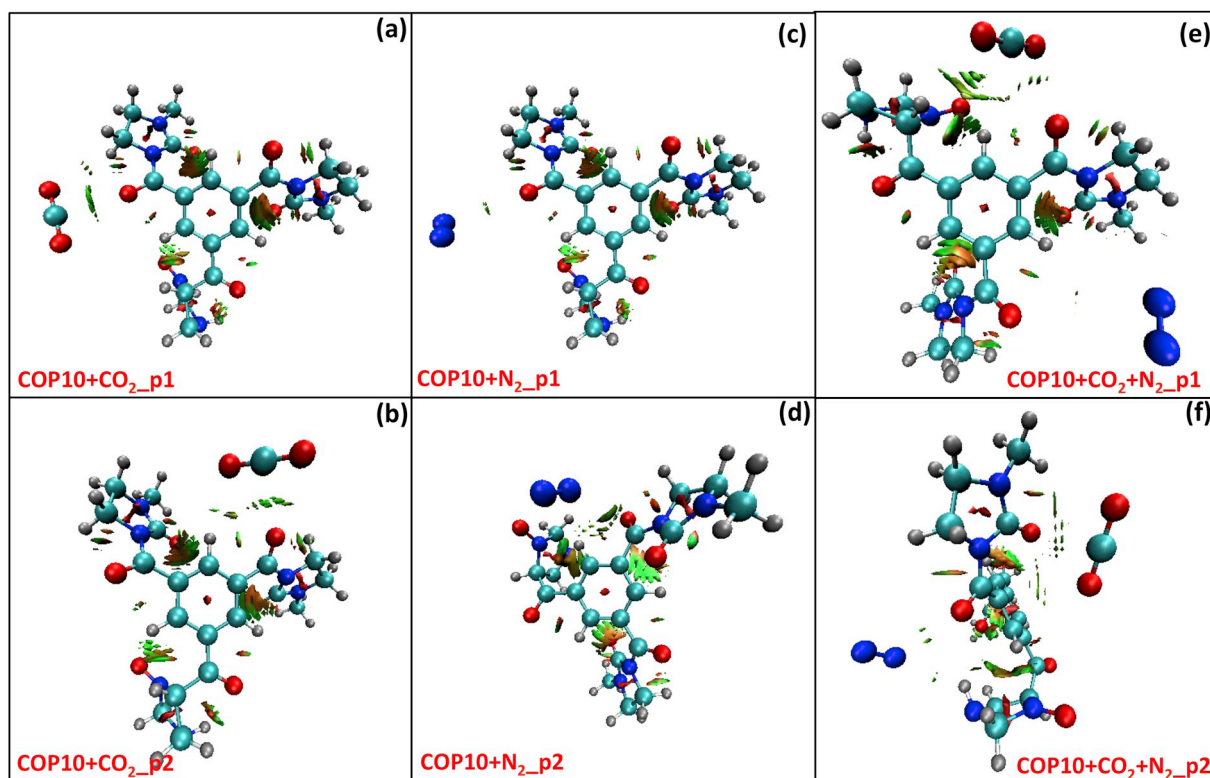 (a)
COP10+CO₂_p1
(c)
COP10+N₂_p1
(e)
COP10+CO₂+N₂_p1
(b)
COP10+CO₂_p2
(d)
COP10+N₂_p2
(f)
COP10+CO₂+N₂_p2